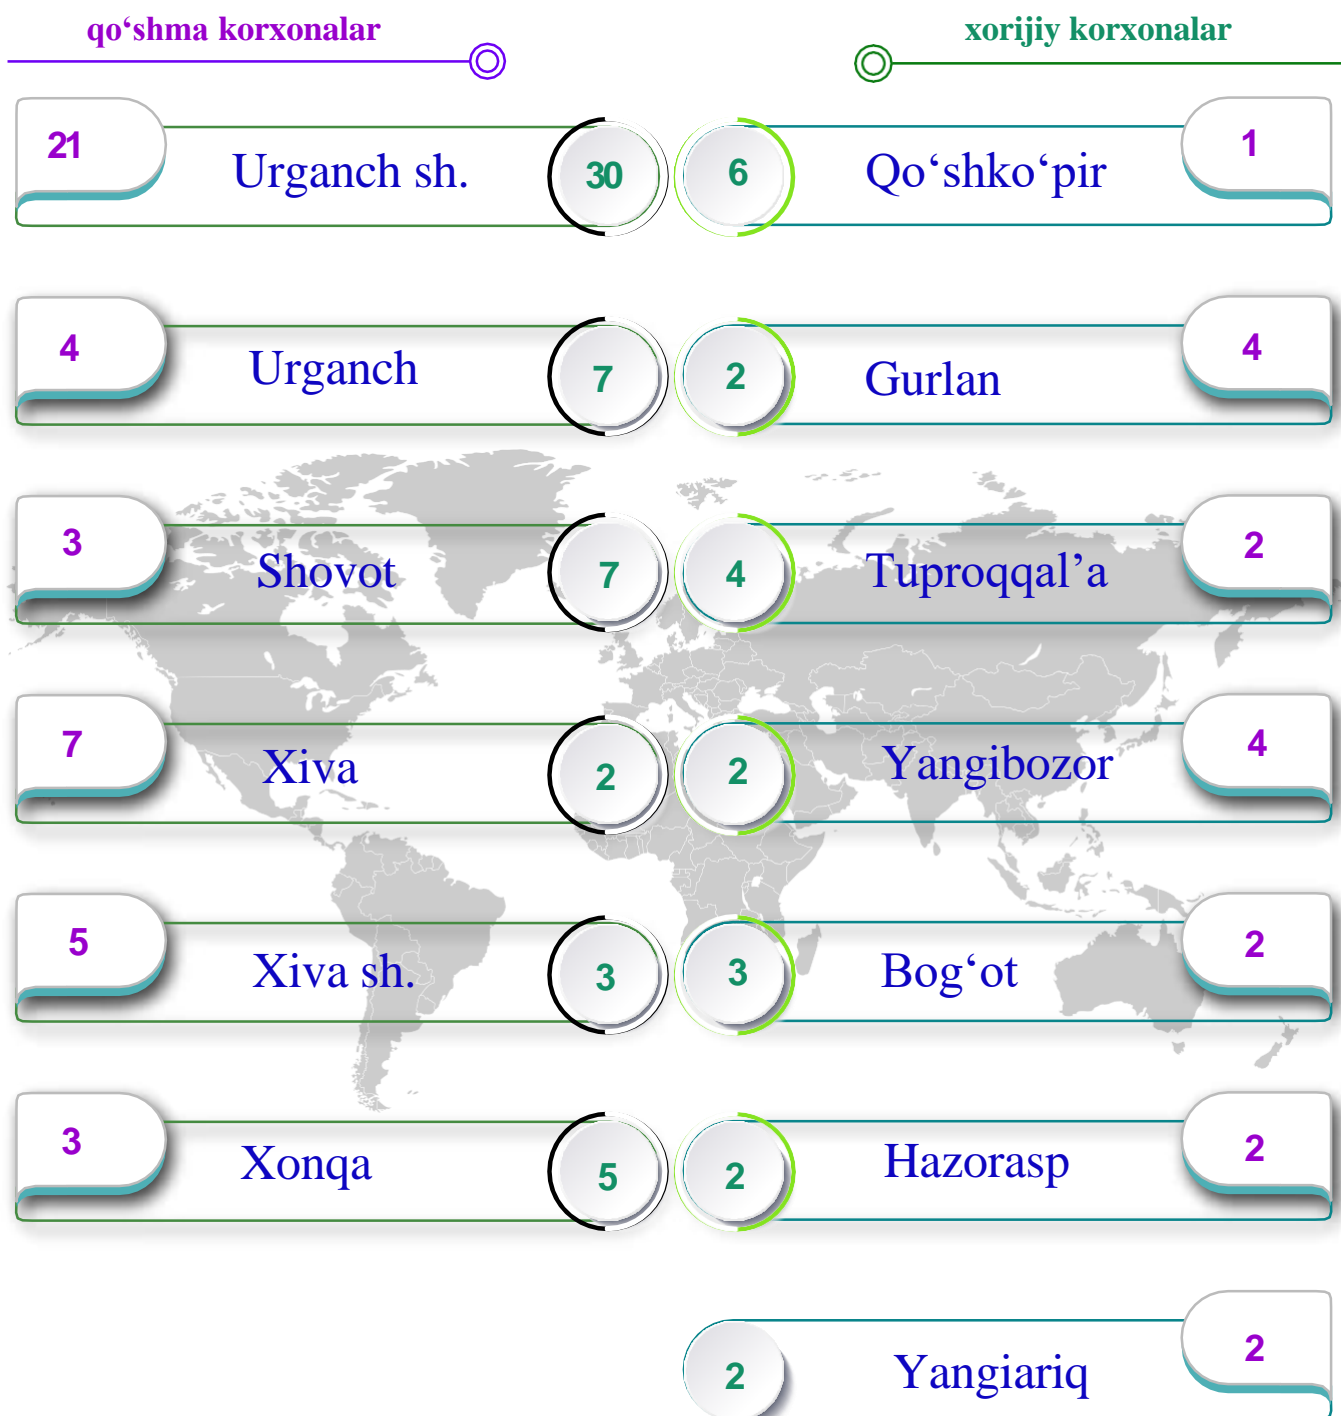 qo‘shma korxonalar
xorijiy korxonalar
21 Urganch sh. 30 6 Qo‘shko‘pir 1
4 Urganch 7 2 Gurlan 4
3 Shovot 7 4 Tuproqqal’a 2
7 Xiva 2 2 Yangibozor 4
5 Xiva sh. 3 3 Bog‘ot 2
3 Xonqa 5 2 Hazorasp 2
2 Yangiariq 2